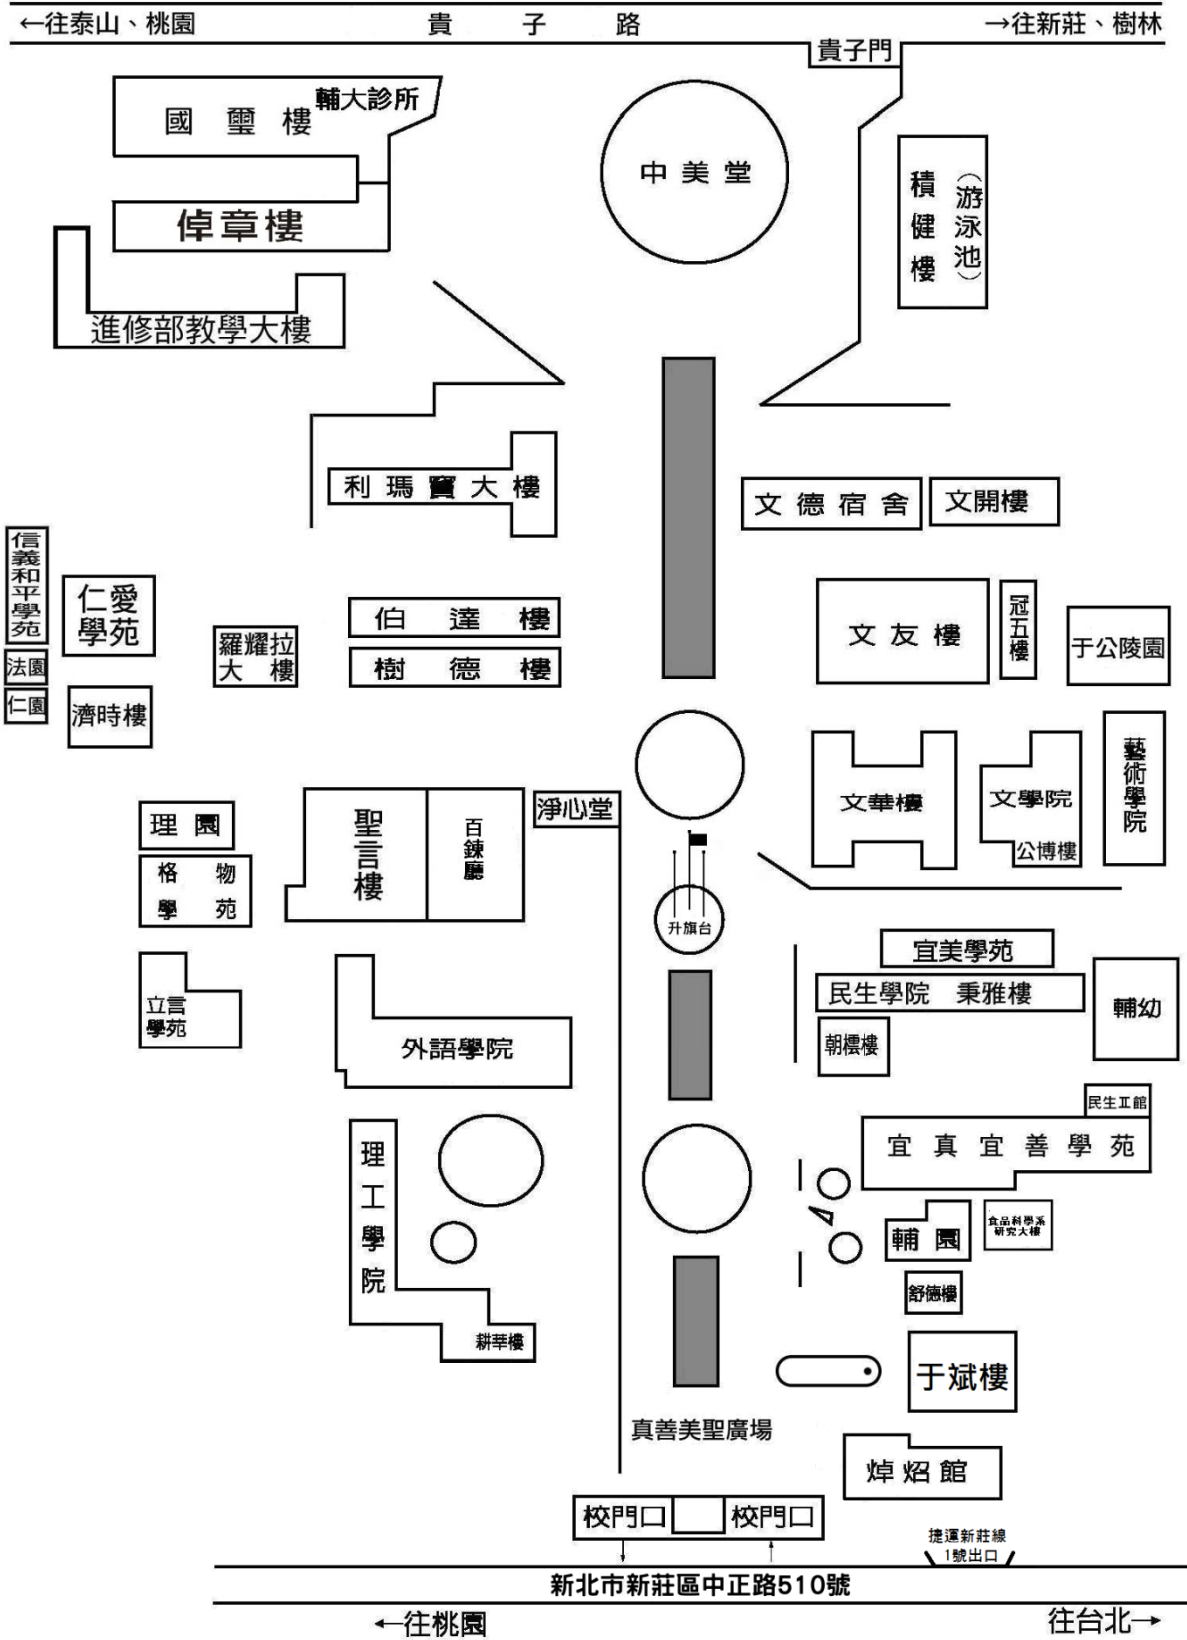 ←往泰山、桃園
貴子路
→往新莊、樹林
貴子門
國璽樓
輔大診所
中美堂
積健樓
(游泳池)
倬章樓
進修部教學大樓
利瑪竇大樓
文德宿舍
文開樓
信義和平學苑
仁愛
學苑
法園
仁園
濟時樓
羅耀拉
大樓
伯達樓
樹德樓
文友樓
冠五樓
于公陵園
文華樓
文學院
公博樓
藝術學院
理園
格物
學苑
聖言樓
百鍊廳
淨心堂
升旗台
立言
學苑
外語學院
宜美學苑
民生學院 秉雅樓
輔幼
朝橒樓
民生工館
宜真宜善學苑
理工學院
耕莘樓
輔園
食品科學系
研究大樓
舒德樓
于斌樓
真善美聖廣場
焯炤館
校門口
校門口
捷運新莊線
1號出口
新北市新莊區中正路510號
←往桃園
往台北→